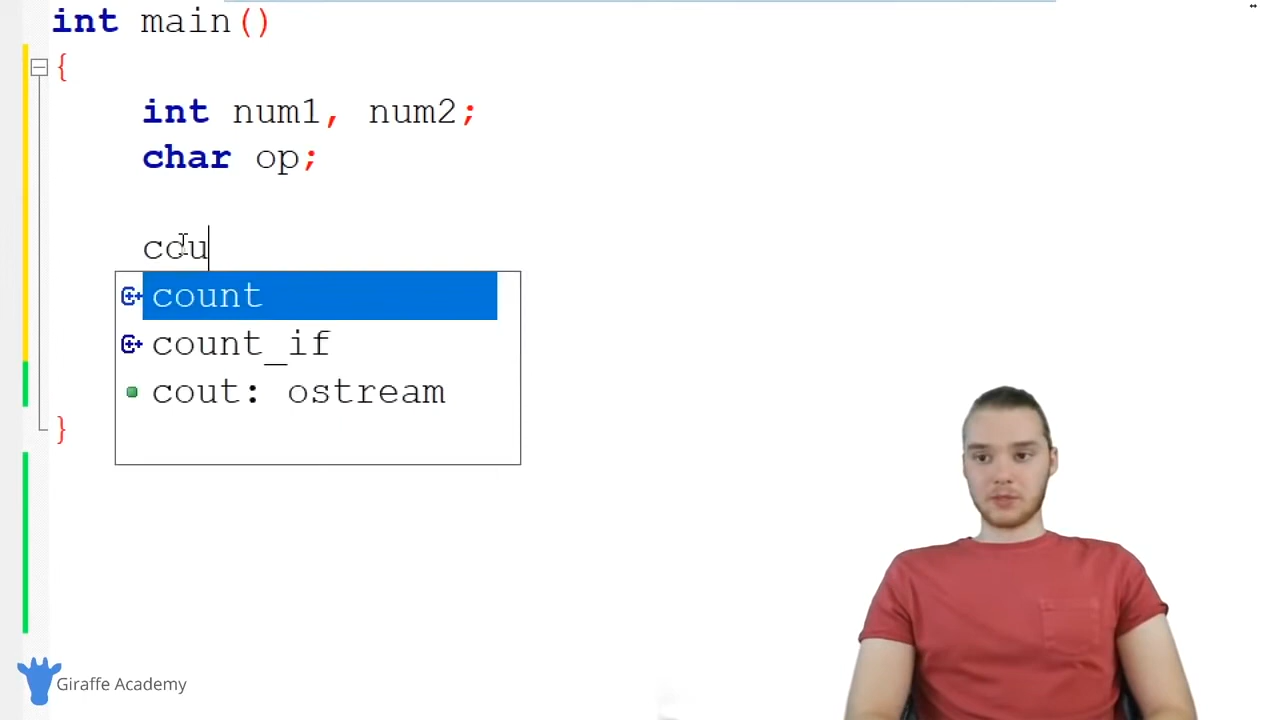 int main()
{
int num1, num2;
char op;
cou
count
count_if
cout: ostream
}
Giraffe Academy